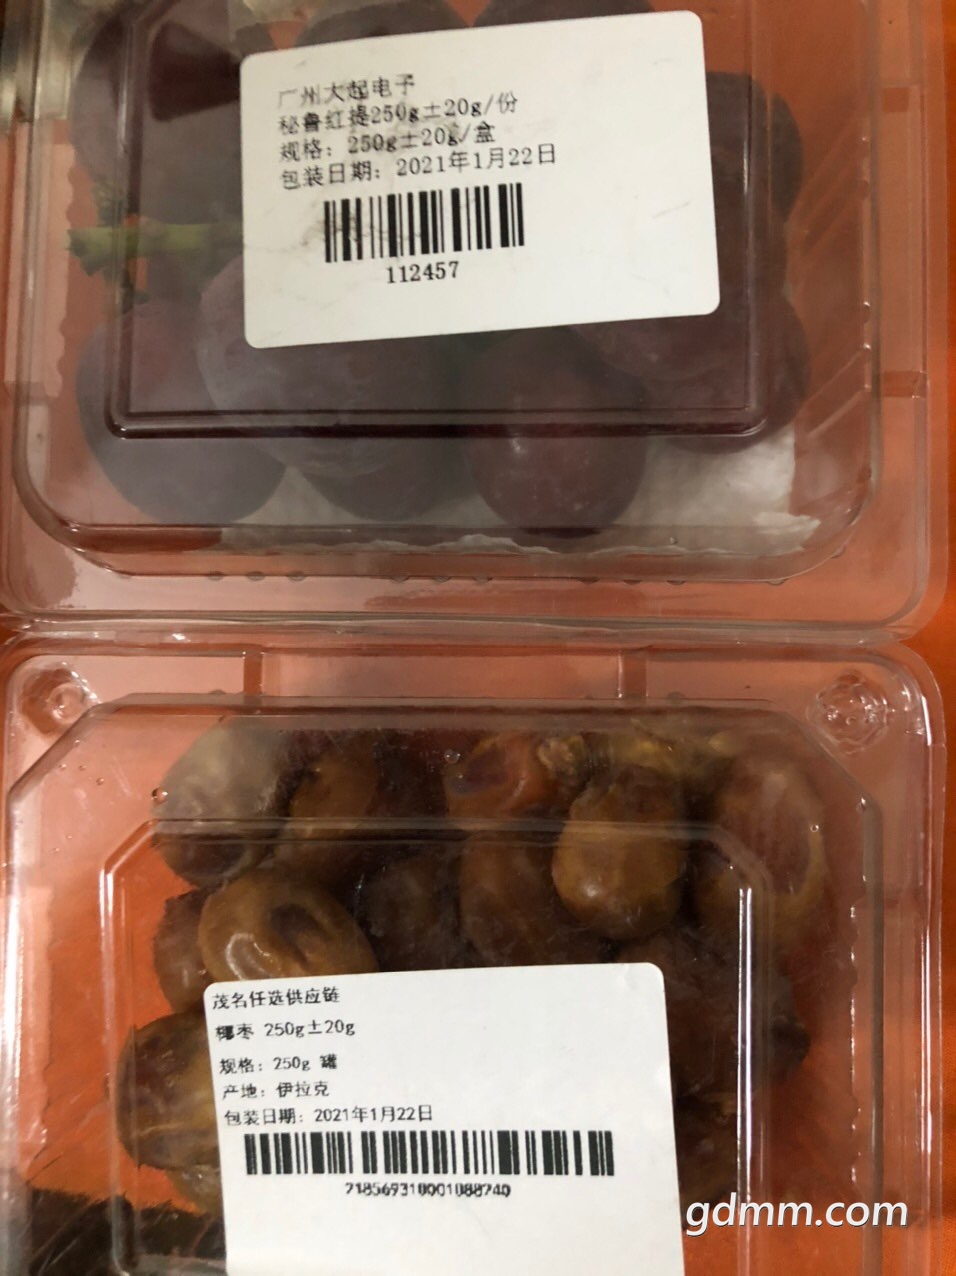 广州大起电子
秘鲁红提250g±20g/份
规格：250g±20g/盒
包装日期：2021年1月22日
112457
茂名任选供应链
椰枣 250g±20g
规格：250g 罐
产地：伊拉克
包装日期：2021年1月22日
218569310001088240
gdmm.com